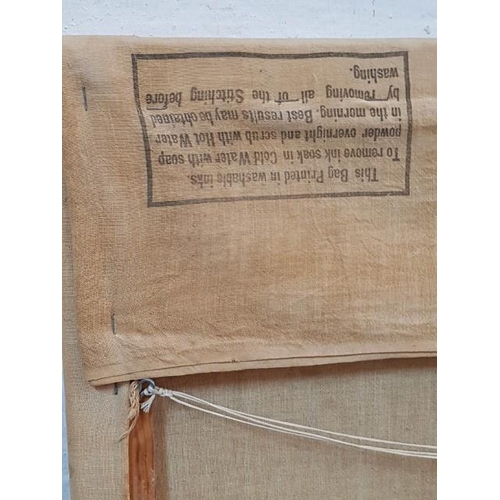 This Bag Printed in washable inks.
To remove ink soak in Cold Water with soap
powder overnight and scrub with Hot Water
in the morning. Best results may be obtained
by removing all of the Stitching before
washing.